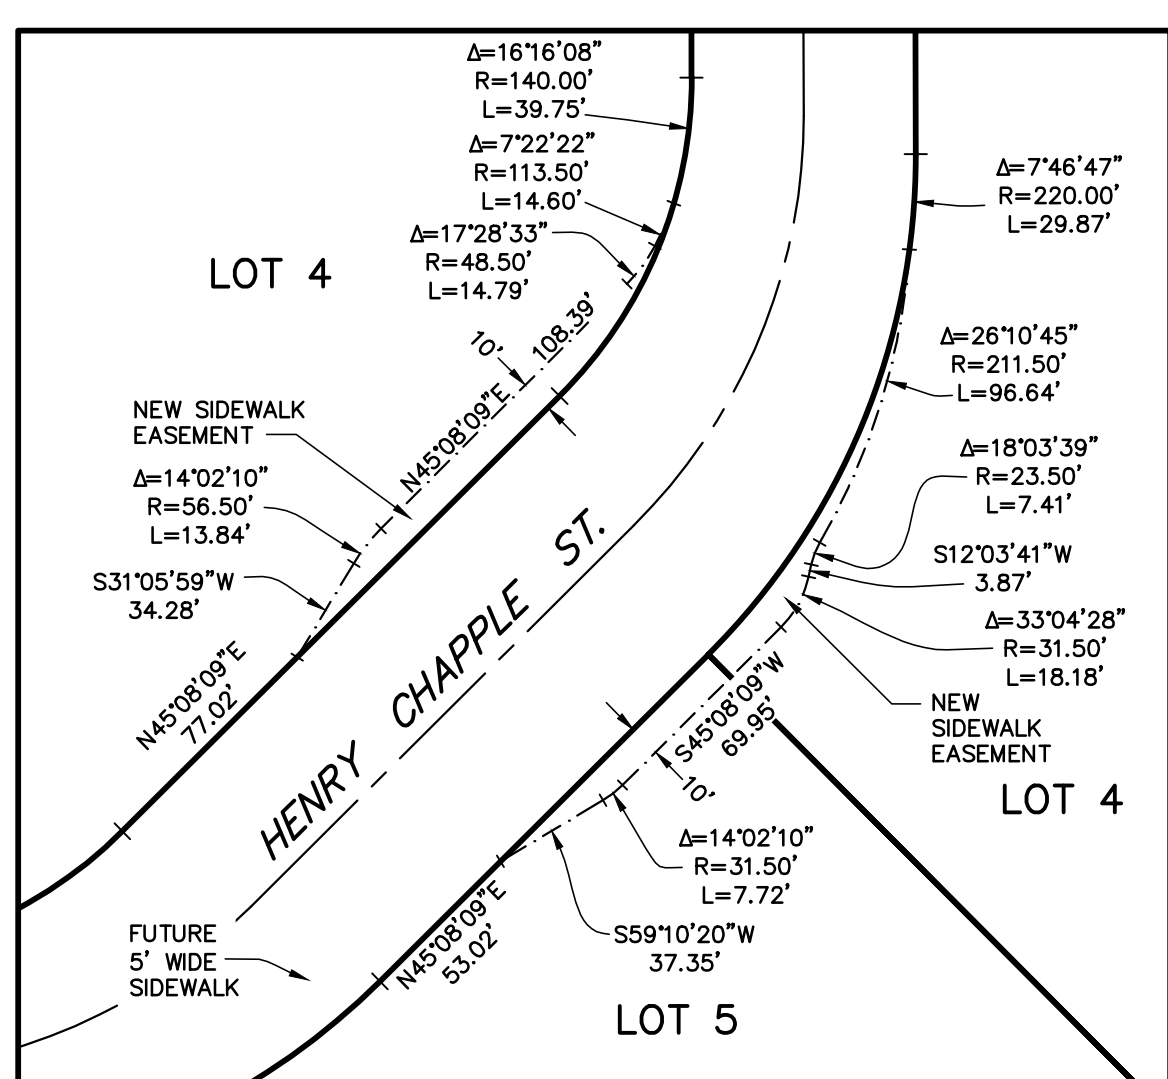 Δ=16°16'08"
R=140.00'
L=39.75'
Δ=7°22'22"
R=113.50'
L=14.60'
Δ=17°28'33"
R=48.50'
L=14.79'
LOT 4
10'
N45°08'09"E 108.39'
NEW SIDEWALK
EASEMENT
Δ=14°02'10"
R=56.50'
L=13.84'
S31°05'59"W
34.28'
N45°08'09"E
77.02'
HENRY CHAPPLE ST.
Δ=7°46'47"
R=220.00'
L=29.87'
Δ=26°10'45"
R=211.50'
L=96.64'
Δ=18°03'39"
R=23.50'
L=7.41'
S12°03'41"W
3.87'
Δ=33°04'28"
R=31.50'
L=18.18'
NEW
SIDEWALK
EASEMENT
LOT 4
S45°08'09"W
69.95'
10'
Δ=14°02'10"
R=31.50'
L=7.72'
S59°10'20"W
37.35'
N45°08'09"E
53.02'
FUTURE
5' WIDE
SIDEWALK
LOT 5